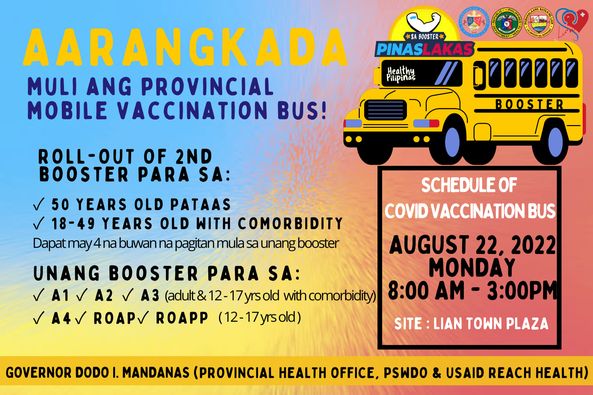 AARANGKADA
MULI ANG PROVINCIAL
MOBILE VACCINATION BUS!
SA BOOSTER
PINASLAKAS
Healthy
Pilipinas
BOOSTER
ROLL-OUT OF 2ND
BOOSTER PARA SA:
✓ 50 YEARS OLD PATAAS
✓ 18-49 YEARS OLD WITH COMORBIDITY
Dapat may 4 na buwan na pagitan mula sa unang booster
UNANG BOOSTER PARA SA:
✓ A1 ✓ A2 ✓ A3 (adult & 12 - 17 yrs old with comorbidity)
✓ A4 ✓ ROAP ✓ ROAPP ( 12 - 17 yrs old )
SCHEDULE OF
COVID VACCINATION BUS
AUGUST 22, 2022
MONDAY
8:00 AM - 3:00PM
SITE : LIAN TOWN PLAZA
GOVERNOR DODO I. MANDANAS (PROVINCIAL HEALTH OFFICE, PSWDO & USAID REACH HEALTH)